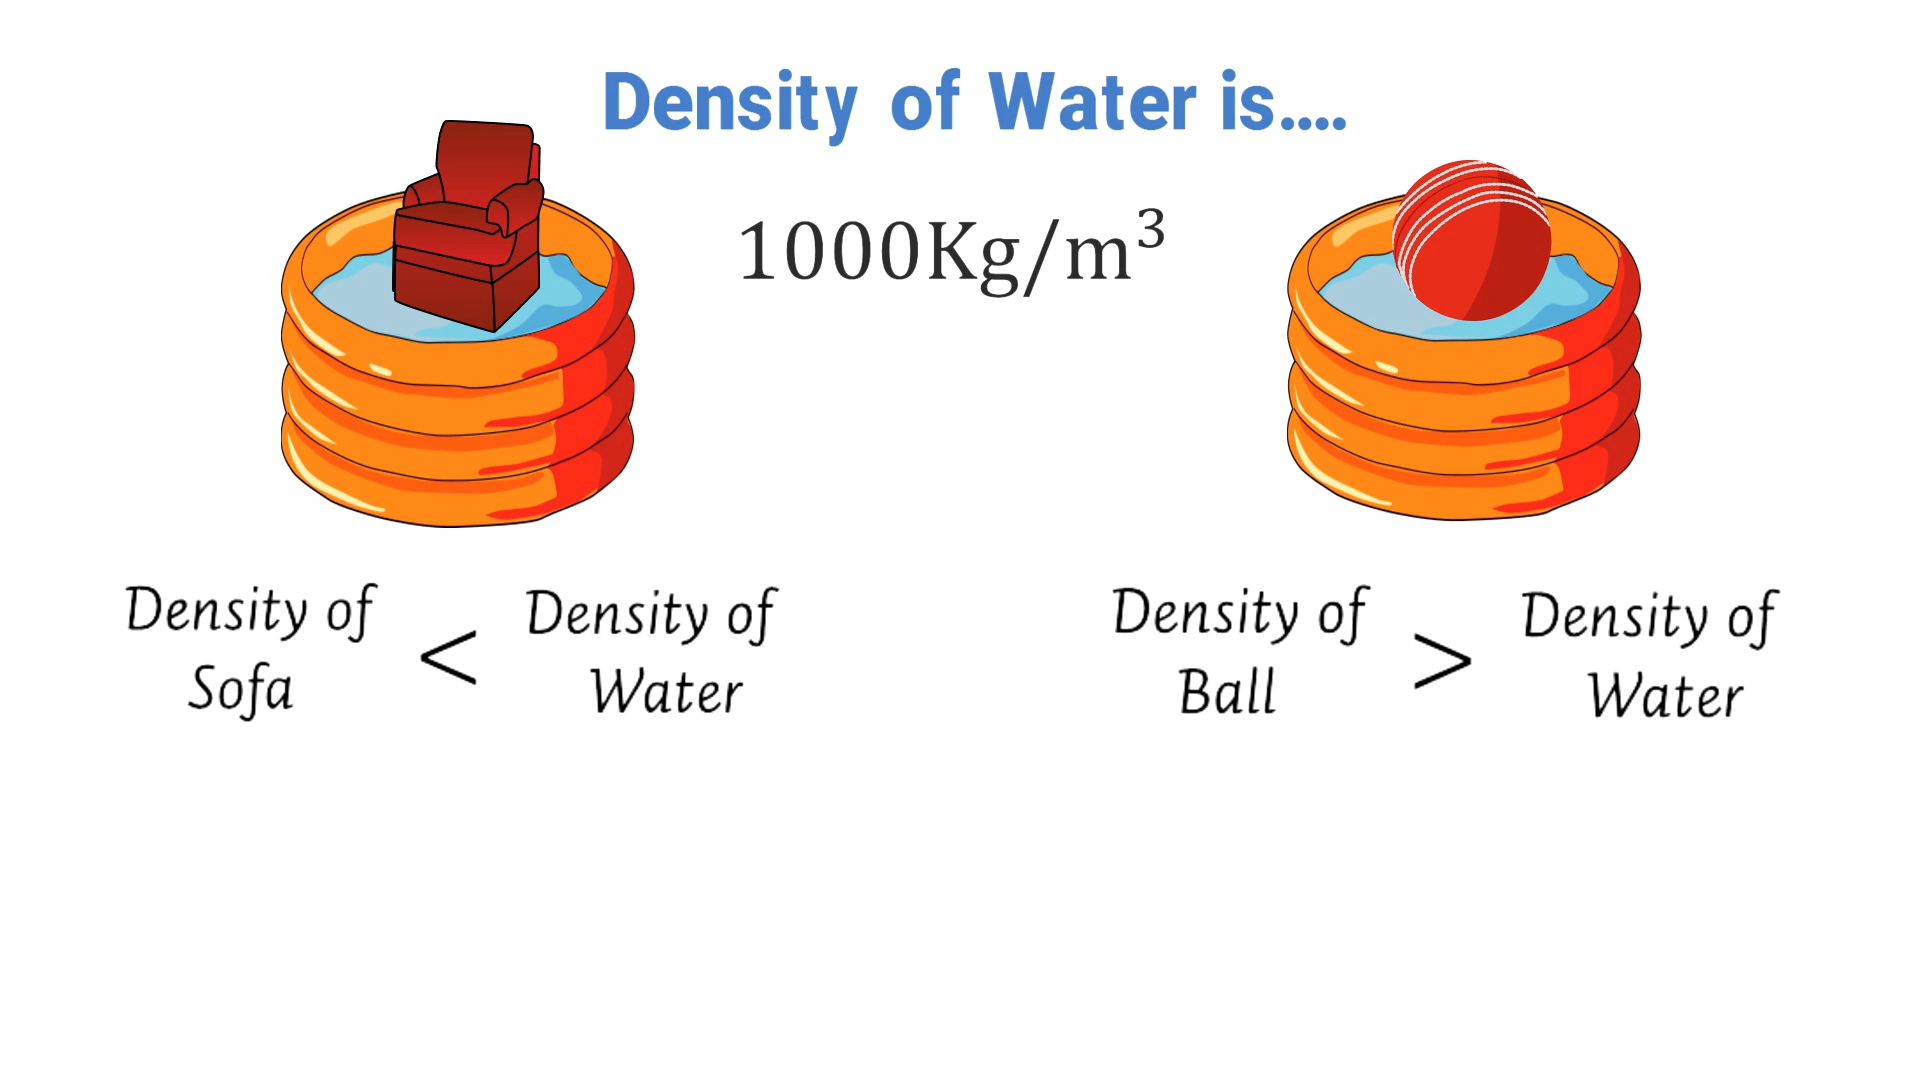 Density of Water is....
1000Kg/m³
Density of
Sofa
<
Density of
Water
Density of
Ball
>
Density of
Water